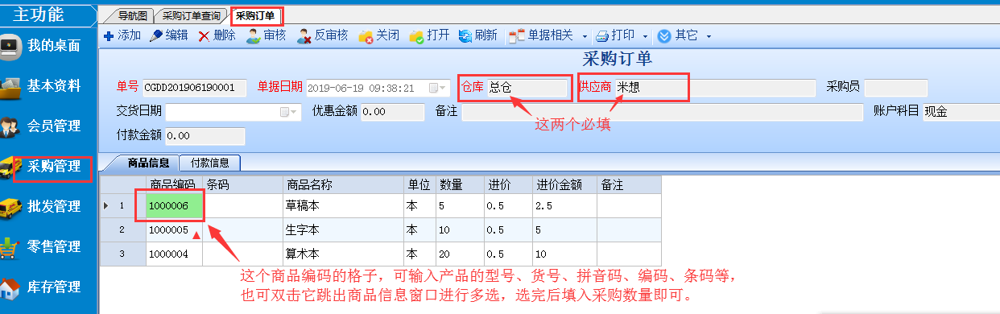 主功能
导航图 采购订单查询 采购订单
添加 编辑 删除 审核 反审核 关闭 打开 刷新 单据相关 打印 其它
采购订单
单号 CGDD201906190001 单据日期 2019-06-19 09:38:21 仓库 总仓 供应商 米想 采购员
交货日期 优惠金额 0.00 备注 账户科目 现金
这两个必填
付款金额 0.00
我的桌面
基本资料
会员管理
采购管理
批发管理
零售管理
库存管理
商品信息 付款信息
商品编码 条码 商品名称 单位 数量 进价 进价金额 备注
1 1000006 草稿本 本 5 0.5 2.5
2 1000005 生字本 本 10 0.5 5
3 1000004 算术本 本 20 0.5 10
这个商品编码的格子，可输入产品的型号、货号、拼音码、编码、条码等，
也可双击它跳出商品信息窗口进行多选，选完后填入采购数量即可。